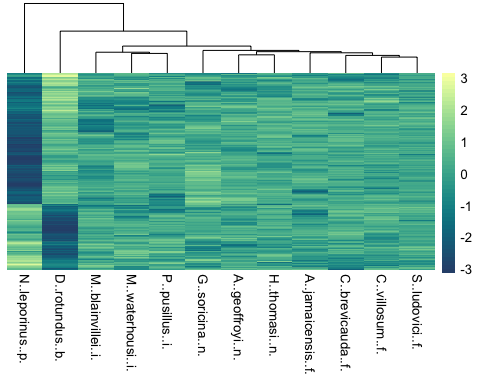 3
2
1
0
-1
-2
-3
N..leporinus..p.
D..rotundus..b.
M..blainvillei..i.
M..waterhousi..i.
P..pusillus..i.
G..soricina..n.
A..geoffroyi..n.
H..thomasi..n.
A..jamaicensis..f.
C..brevicauda..f.
C..villosum..f.
S..ludovici..f.